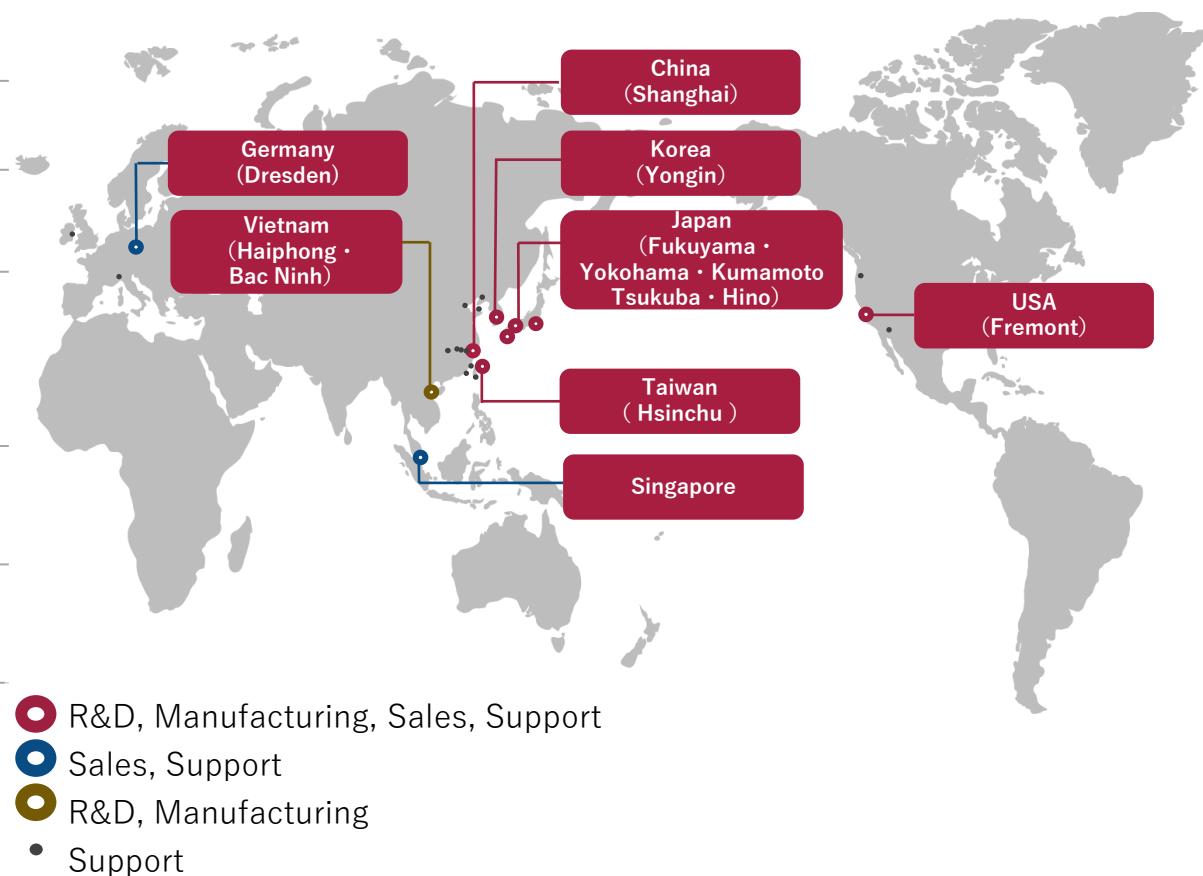 China
（Shanghai）
Germany
(Dresden)
Korea
（Yongin）
Vietnam
（Haiphong・
Bac Ninh）
Japan
（Fukuyama・
Yokohama・Kumamoto
Tsukuba・Hino）
USA
（Fremont）
Taiwan
（ Hsinchu ）
Singapore
R&D, Manufacturing, Sales, Support
Sales, Support
R&D, Manufacturing
Support